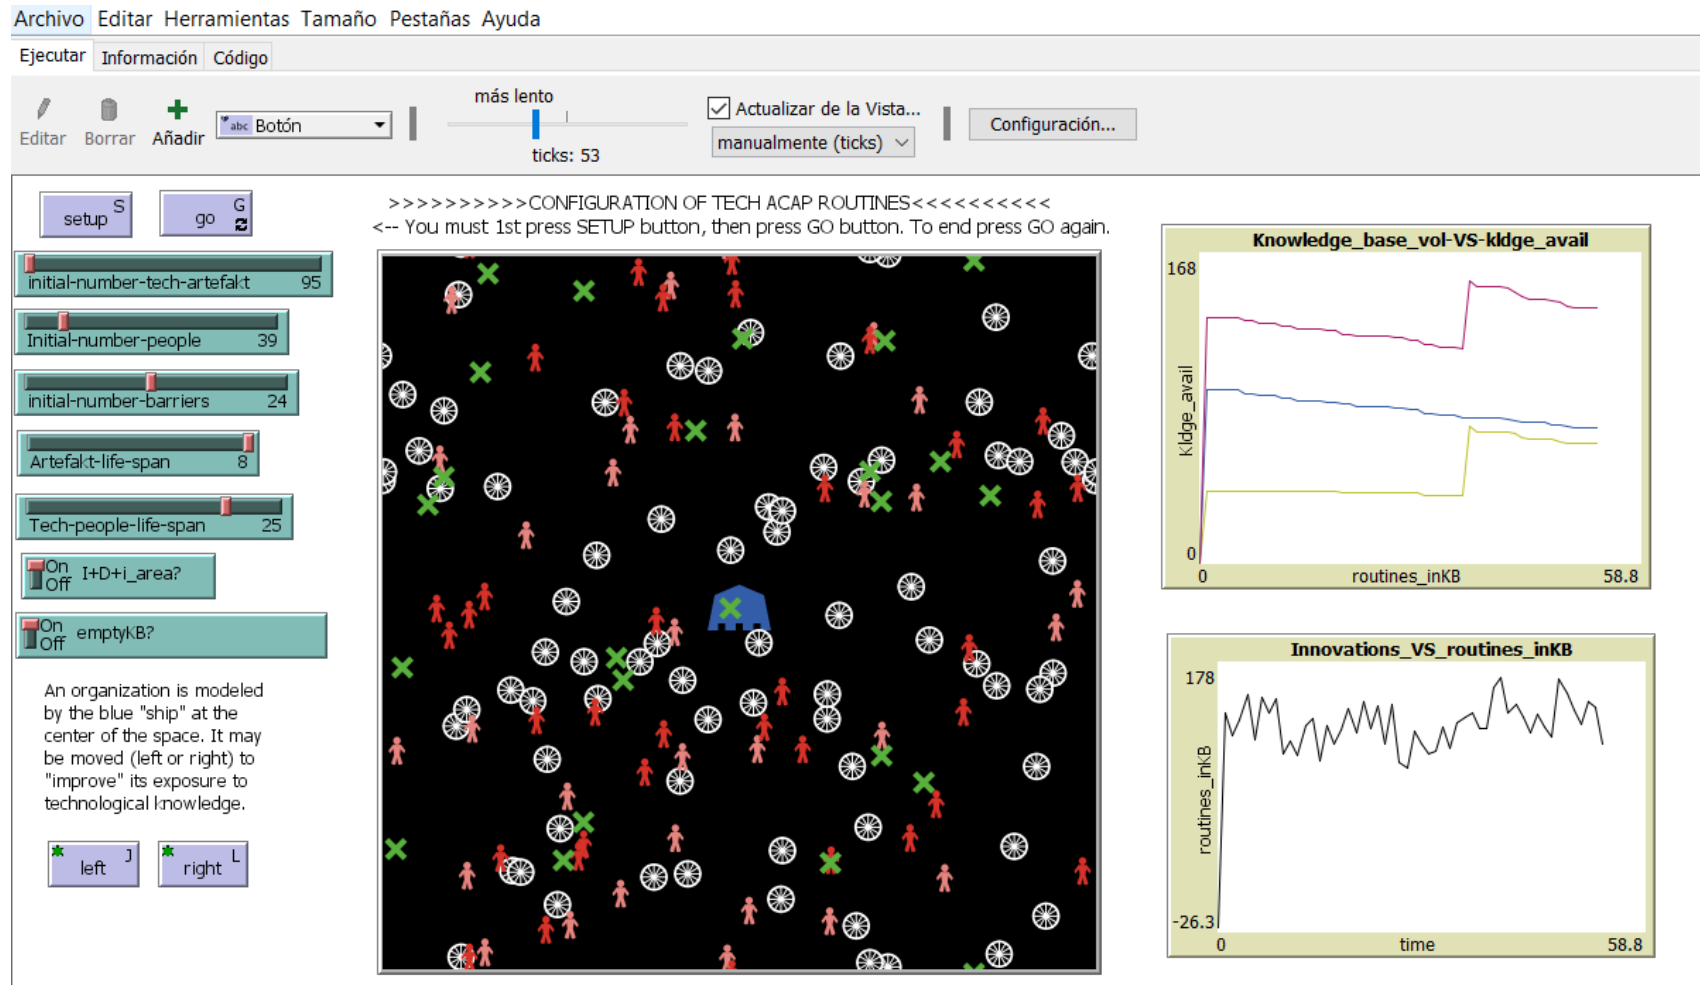 Archivo Editar Herramientas Tamaño Pestañas Ayuda
Ejecutar Información Código
Editar Borrar Añadir abc Botón
más lento
ticks: 53
Actualizar de la Vista...
manualmente (ticks)
Configuración...
setup S
go G
initial-number-tech-artefakt 95
Initial-number-people 39
initial-number-barriers 24
Artefakt-life-span 8
Tech-people-life-span 25
On
Off
I+D+i_area?
On
Off
emptyKB?
An organization is modeled
by the blue "ship" at the
center of the space. It may
be moved (left or right) to
"improve" its exposure to
technological knowledge.
left J
right L
>>>>>>>>>>CONFIGURATION OF TECH ACAP ROUTINES<<<<<<<<<<
<-- You must 1st press SETUP button, then press GO button. To end press GO again.
Knowledge_base_vol-VS-kldge_avail
168
Kldge_avail
0
0 routines_inKB 58.8
Innovations_VS_routines_inKB
178
routines_inKB
-26.3
0 time 58.8